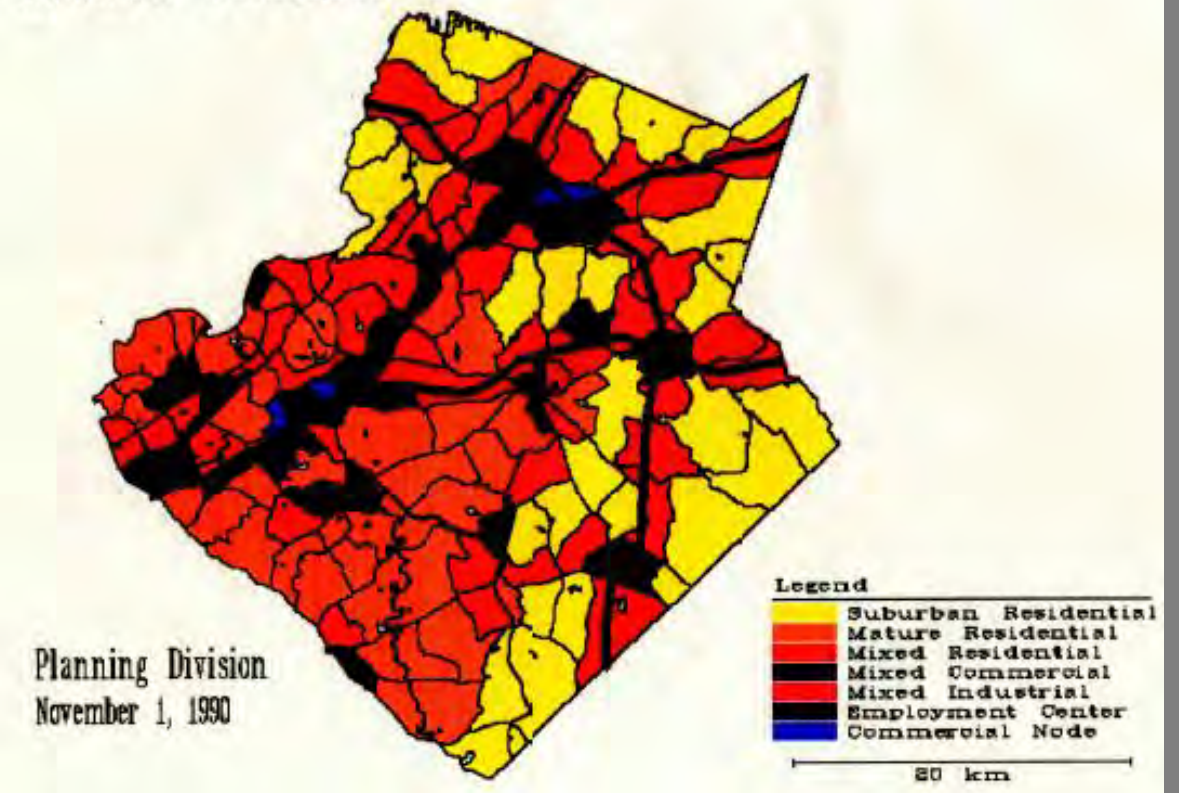 Planning Division
November 1, 1990
Legend
Suburban Residential
Mature Residential
Mixed Residential
Mixed Commercial
Mixed Industrial
Employment Center
Commercial Node
20 km